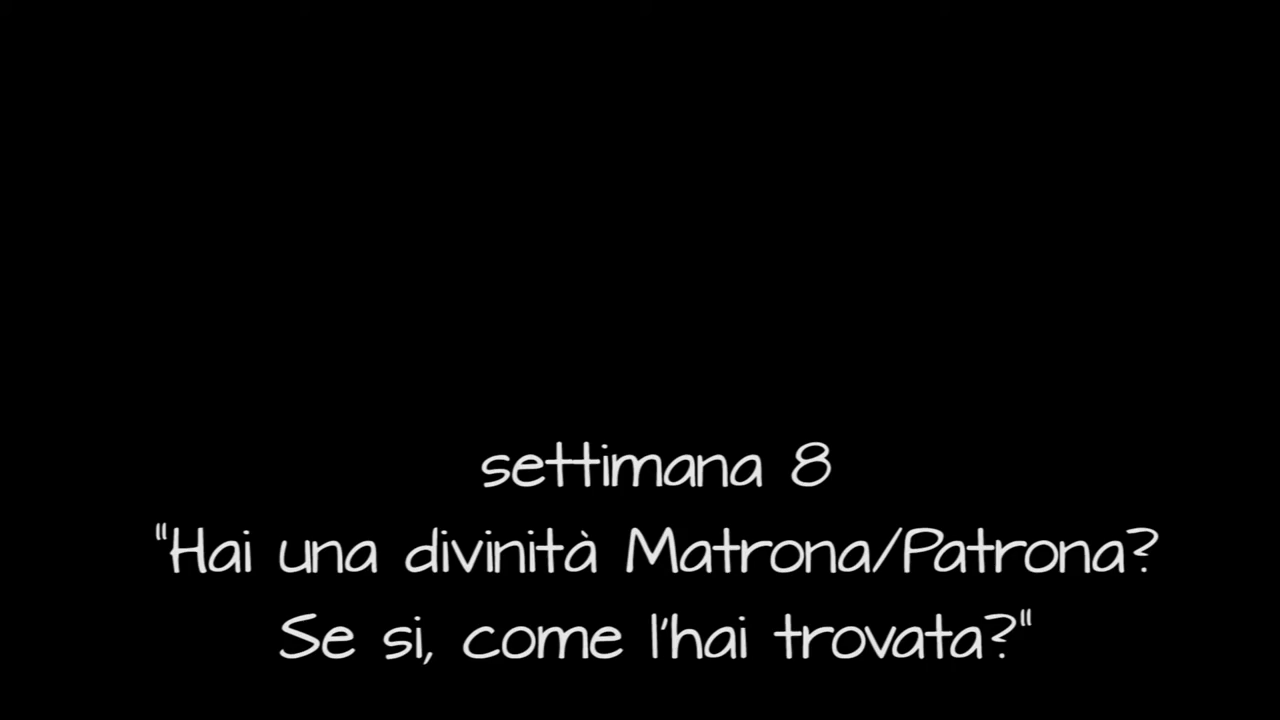 settimana 8
"Hai una divinità Matrona/Patrona?
Se si, come l'hai trovata?"